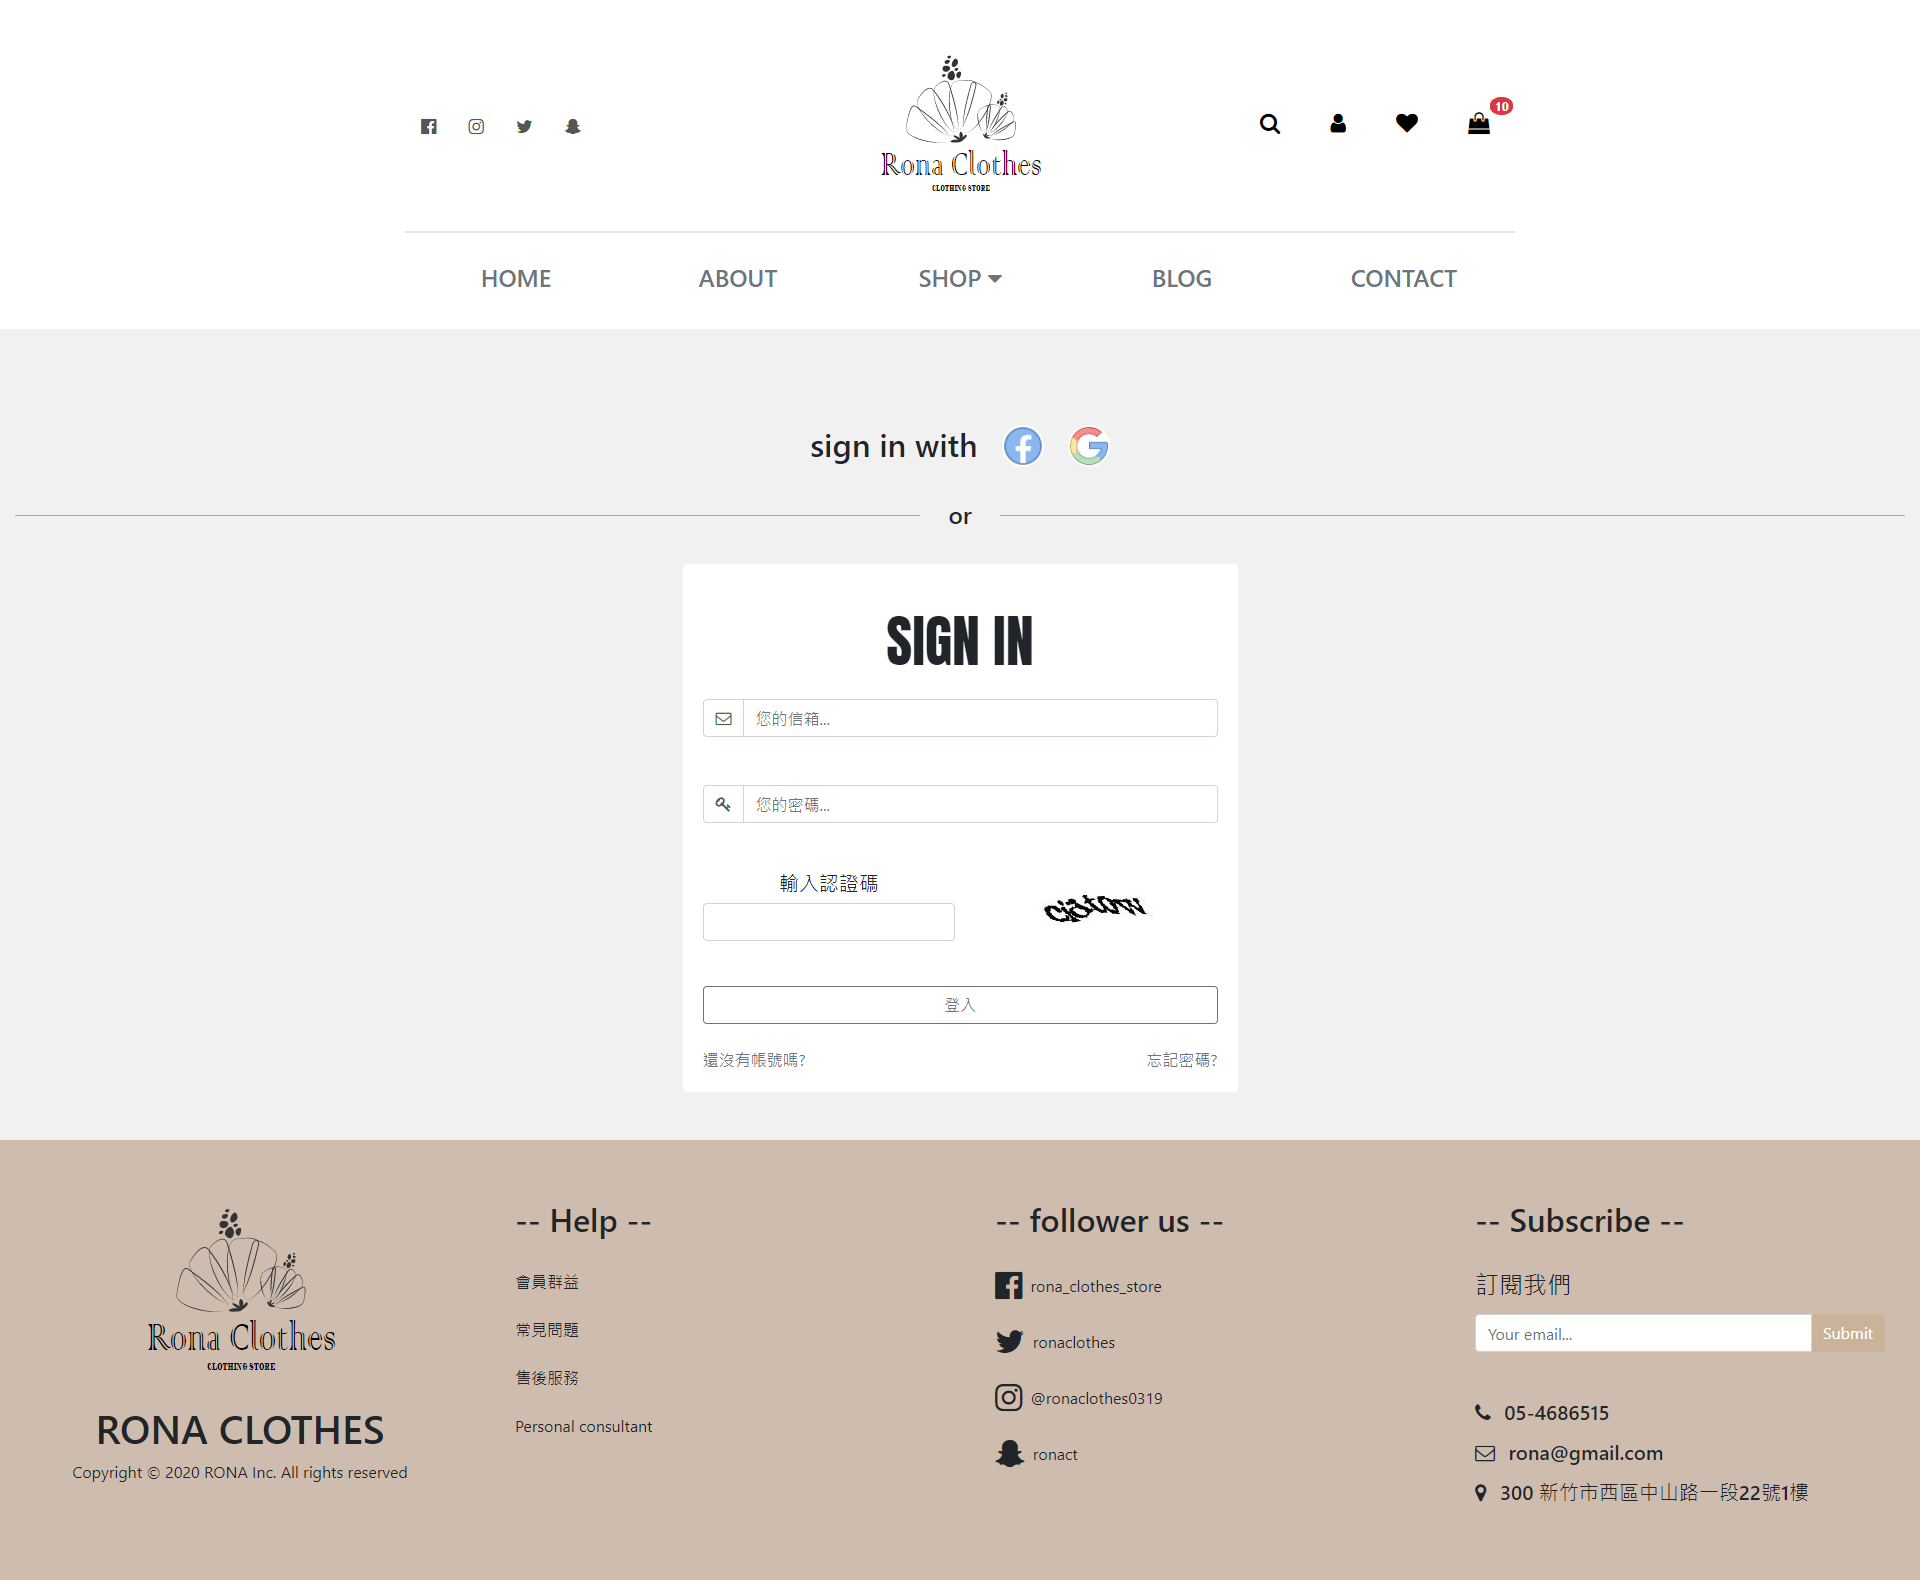 10
Rona Clothes
CLOTHING STORE
HOME
ABOUT
SHOP
BLOG
CONTACT
sign in with
or
SIGN IN
您的信箱...
您的密碼...
輸入認證碼
登入
還沒有帳號嗎?
忘記密碼?
Rona Clothes
CLOTHING STORE
RONA CLOTHES
Copyright © 2020 RONA Inc. All rights reserved
-- Help --
會員群益
常見問題
售後服務
Personal consultant
-- follower us --
rona_clothes_store
ronaclothes
@ronaclothes0319
ronact
-- Subscribe --
訂閱我們
Your email...
Submit
05-4686515
rona@gmail.com
300 新竹市西區中山路一段22號1樓